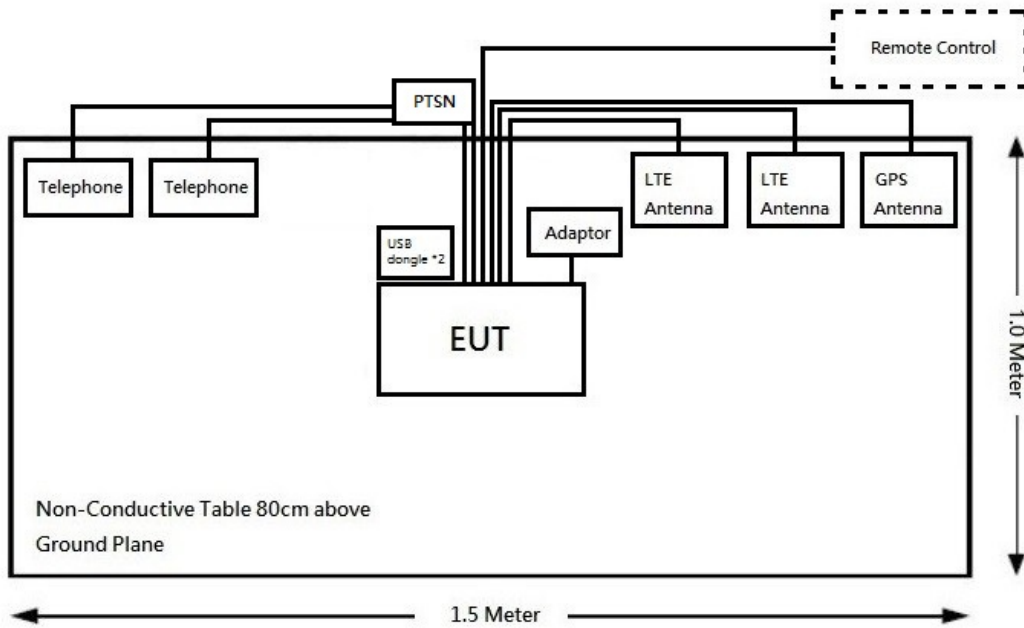 Remote Control
PTSN
Telephone
Telephone
LTE
Antenna
LTE
Antenna
GPS
Antenna
Adaptor
USB
dongle *2
EUT
1.0 Meter
Non-Conductive Table 80cm above
Ground Plane
1.5 Meter